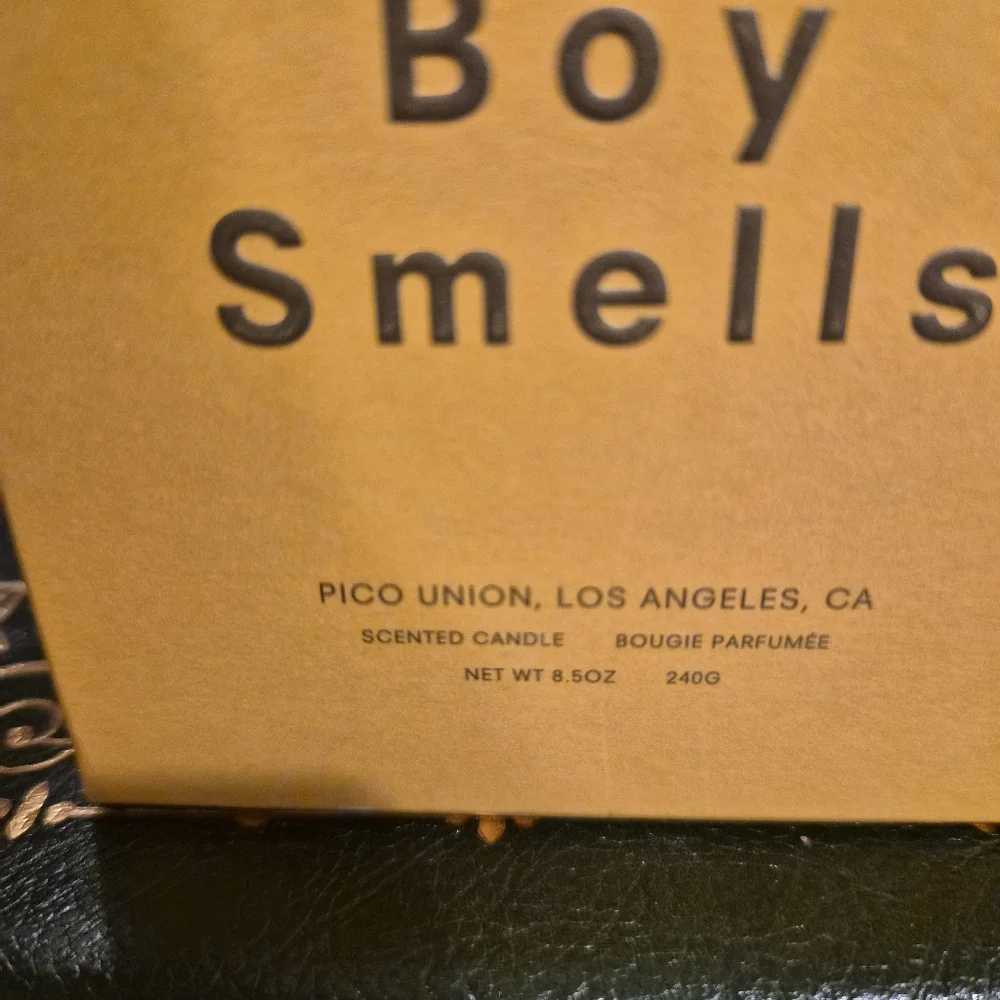 Boy
Smells
PICO UNION, LOS ANGELES, CA
SCENTED CANDLE BOUGIE PARFUMÉE
NET WT 8.5OZ 240G